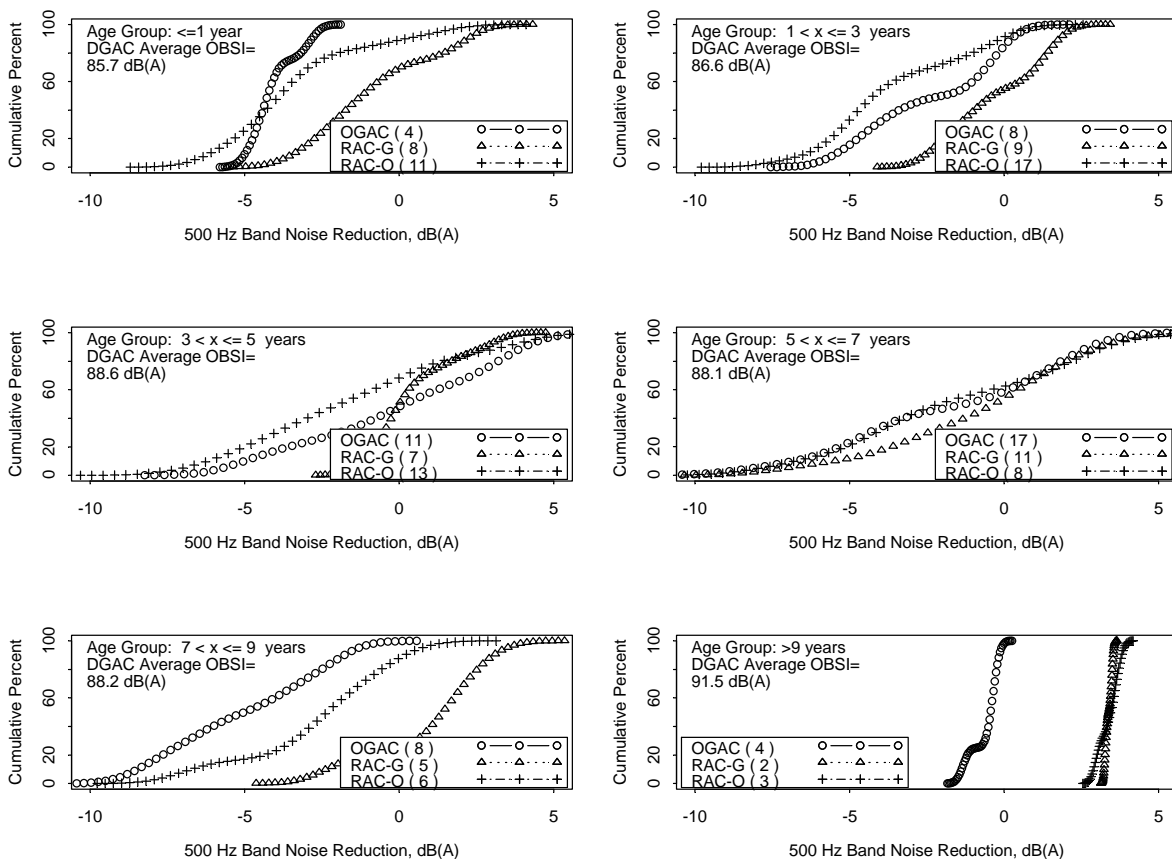 Age Group: <=1 year
DGAC Average OBSI=
85.7 dB(A)
OGAC ( 4)
RAC-G ( 8)
RAC-O ( 11)
Cumulative Percent
0 20 60 100
-10 -5 0 5
500 Hz Band Noise Reduction, dB(A)
Age Group: 1 < x <= 3 years
DGAC Average OBSI=
86.6 dB(A)
OGAC ( 8)
RAC-G ( 9)
RAC-O ( 17)
Cumulative Percent
0 20 60 100
-10 -5 0 5
500 Hz Band Noise Reduction, dB(A)
Age Group: 3 < x <= 5 years
DGAC Average OBSI=
88.6 dB(A)
OGAC ( 11)
RAC-G ( 7)
RAC-O ( 13)
Cumulative Percent
0 20 60 100
-10 -5 0 5
500 Hz Band Noise Reduction, dB(A)
Age Group: 5 < x <= 7 years
DGAC Average OBSI=
88.1 dB(A)
OGAC ( 17)
RAC-G ( 11)
RAC-O ( 8)
Cumulative Percent
0 20 60 100
-10 -5 0 5
500 Hz Band Noise Reduction, dB(A)
Age Group: 7 < x <= 9 years
DGAC Average OBSI=
88.2 dB(A)
OGAC ( 8)
RAC-G ( 5)
RAC-O ( 6)
Cumulative Percent
0 20 60 100
-10 -5 0 5
500 Hz Band Noise Reduction, dB(A)
Age Group: >9 years
DGAC Average OBSI=
91.5 dB(A)
OGAC ( 4)
RAC-G ( 2)
RAC-O ( 3)
Cumulative Percent
0 20 60 100
-10 -5 0 5
500 Hz Band Noise Reduction, dB(A)